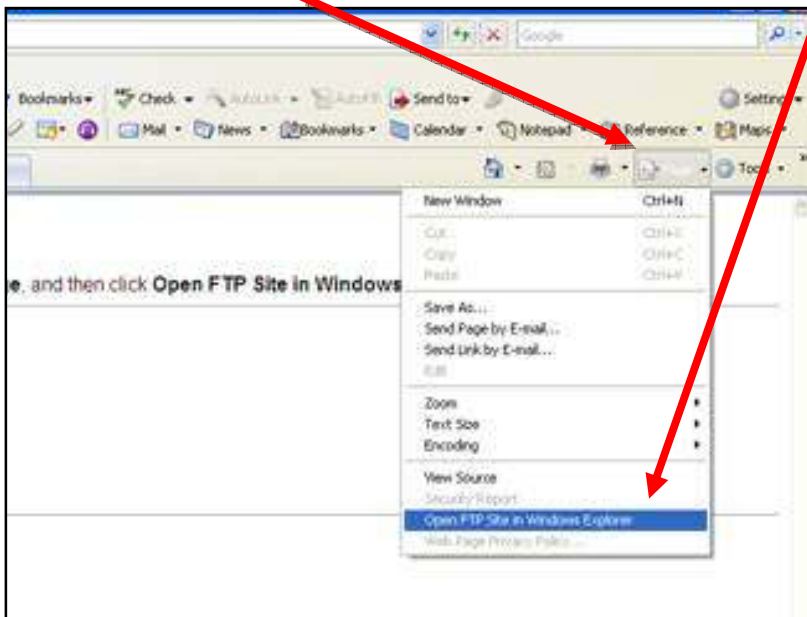 Google
Bookmarks Check AutoLink AutoFill Send to Settings
Mail News Bookmarks Calendar Notepad Reference Maps
Tools
New Window Ctrl+N
Cut Ctrl+X
Copy Ctrl+C
Paste Ctrl+V
e, and then click Open FTP Site in Windows
Save As...
Send Page by E-mail...
Send Link by E-mail...
Edit
Zoom
Text Size
Encoding
View Source
Security Report
Open FTP Site in Windows Explorer
Web Page Privacy Policy...